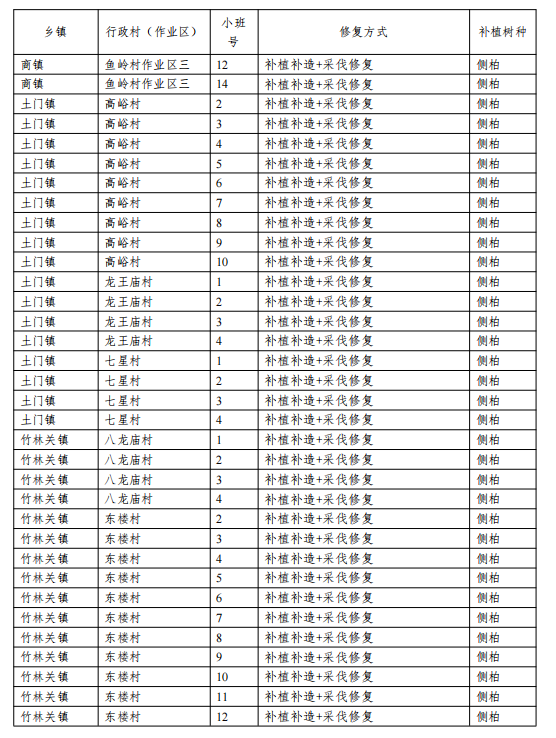 乡镇 行政村（作业区） 小班号 修复方式 补植树种
商镇 鱼岭村作业区三 12 补植补造+采伐修复 侧柏
商镇 鱼岭村作业区三 14 补植补造+采伐修复 侧柏
土门镇 高峪村 2 补植补造+采伐修复 侧柏
土门镇 高峪村 3 补植补造+采伐修复 侧柏
土门镇 高峪村 4 补植补造+采伐修复 侧柏
土门镇 高峪村 5 补植补造+采伐修复 侧柏
土门镇 高峪村 6 补植补造+采伐修复 侧柏
土门镇 高峪村 7 补植补造+采伐修复 侧柏
土门镇 高峪村 8 补植补造+采伐修复 侧柏
土门镇 高峪村 9 补植补造+采伐修复 侧柏
土门镇 高峪村 10 补植补造+采伐修复 侧柏
土门镇 龙王庙村 1 补植补造+采伐修复 侧柏
土门镇 龙王庙村 2 补植补造+采伐修复 侧柏
土门镇 龙王庙村 3 补植补造+采伐修复 侧柏
土门镇 龙王庙村 4 补植补造+采伐修复 侧柏
土门镇 七星村 1 补植补造+采伐修复 侧柏
土门镇 七星村 2 补植补造+采伐修复 侧柏
土门镇 七星村 3 补植补造+采伐修复 侧柏
土门镇 七星村 4 补植补造+采伐修复 侧柏
竹林关镇 八龙庙村 1 补植补造+采伐修复 侧柏
竹林关镇 八龙庙村 2 补植补造+采伐修复 侧柏
竹林关镇 八龙庙村 3 补植补造+采伐修复 侧柏
竹林关镇 八龙庙村 4 补植补造+采伐修复 侧柏
竹林关镇 东楼村 2 补植补造+采伐修复 侧柏
竹林关镇 东楼村 3 补植补造+采伐修复 侧柏
竹林关镇 东楼村 4 补植补造+采伐修复 侧柏
竹林关镇 东楼村 5 补植补造+采伐修复 侧柏
竹林关镇 东楼村 6 补植补造+采伐修复 侧柏
竹林关镇 东楼村 7 补植补造+采伐修复 侧柏
竹林关镇 东楼村 8 补植补造+采伐修复 侧柏
竹林关镇 东楼村 9 补植补造+采伐修复 侧柏
竹林关镇 东楼村 10 补植补造+采伐修复 侧柏
竹林关镇 东楼村 11 补植补造+采伐修复 侧柏
竹林关镇 东楼村 12 补植补造+采伐修复 侧柏